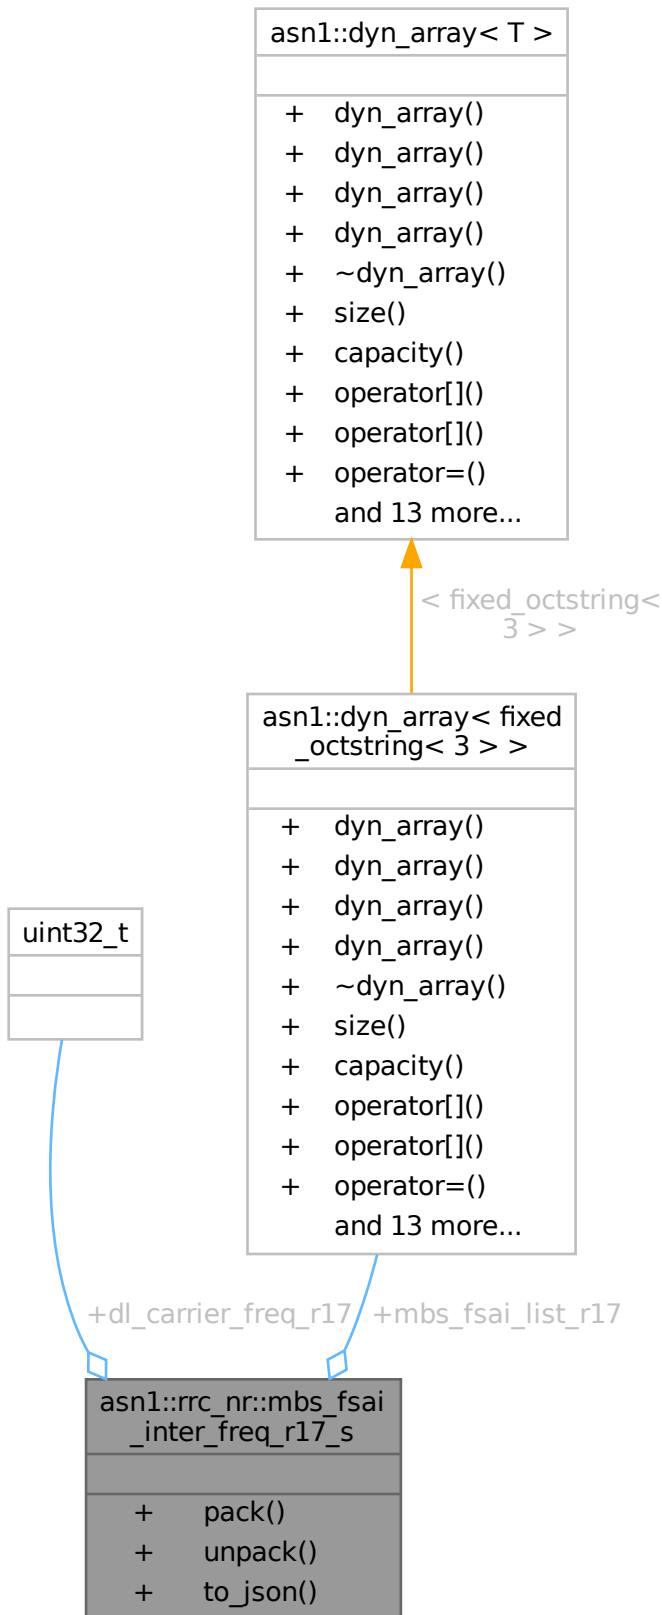 asn1::dyn_array< T >
+ dyn_array()
+ dyn_array()
+ dyn_array()
+ dyn_array()
+ ~dyn_array()
+ size()
+ capacity()
+ operator[]()
+ operator[]()
+ operator=()
and 13 more...
< fixed_octstring<
3 > >
asn1::dyn_array< fixed
_octstring< 3 > >
+ dyn_array()
+ dyn_array()
+ dyn_array()
+ dyn_array()
+ ~dyn_array()
+ size()
+ capacity()
+ operator[]()
+ operator[]()
+ operator=()
and 13 more...
uint32_t
+dl_carrier_freq_r17
+mbs_fsai_list_r17
asn1::rrc_nr::mbs_fsai
_inter_freq_r17_s
+ pack()
+ unpack()
+ to_json()